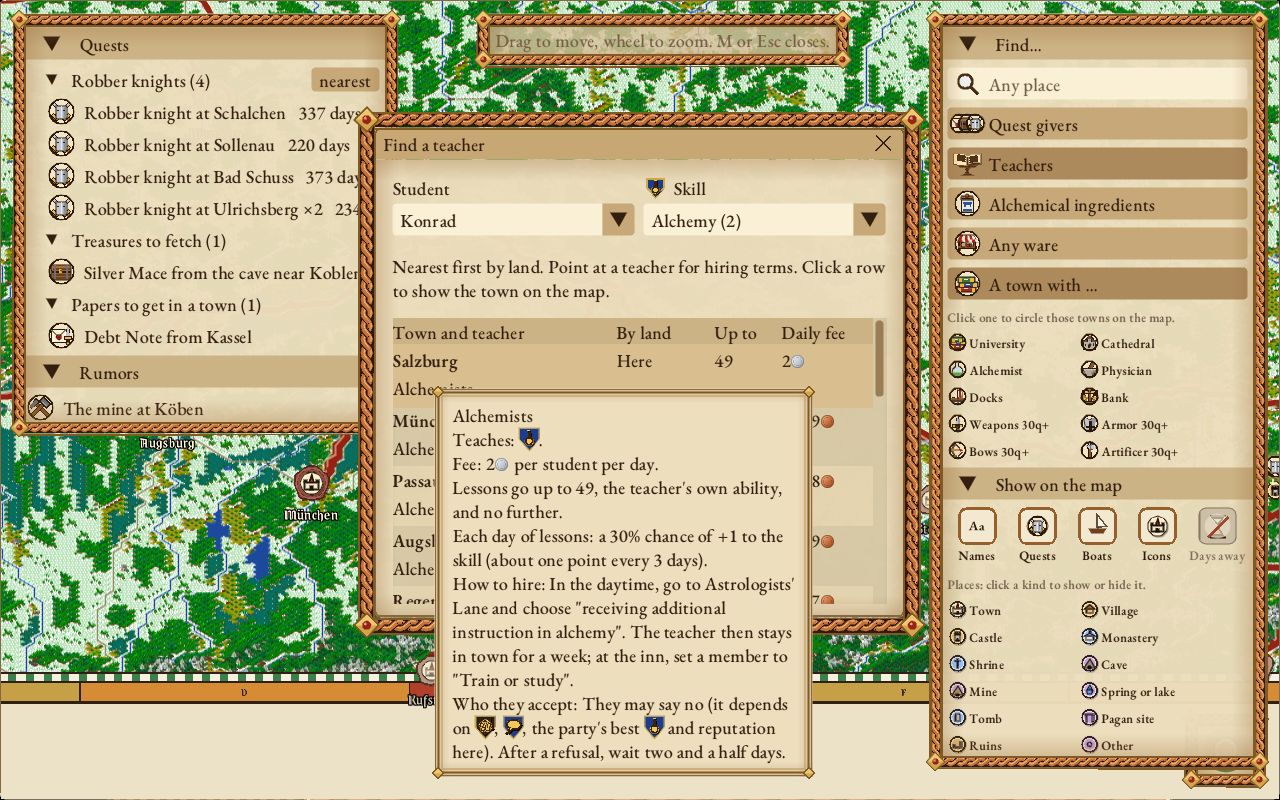 Quests
Robber knights (4)
nearest
Robber knight at Schalchen 337 days
Robber knight at Sollenau 220 days
Robber knight at Bad Schuss 373 day
Robber knight at Ulrichsberg ×2 234
Treasures to fetch (1)
Silver Mace from the cave near Koblen
Papers to get in a town (1)
Debt Note from Kassel
Rumors
The mine at Köben
Drag to move, wheel to zoom. M or Esc closes.
Find a teacher
Student
Skill
Konrad
Alchemy (2)
Nearest first by land. Point at a teacher for hiring terms. Click a row
to show the town on the map.
Town and teacher By land Up to Daily fee
Salzburg Here 49 2
Alchemists
Münc 9
Alche
Passau 8
Alche
Augsb 9
Alche
Regen 7
Alchemists
Teaches: .
Fee: 2 per student per day.
Lessons go up to 49, the teacher's own ability,
and no further.
Each day of lessons: a 30% chance of +1 to the
skill (about one point every 3 days).
How to hire: In the daytime, go to Astrologists'
Lane and choose "receiving additional
instruction in alchemy". The teacher then stays
in town for a week; at the inn, set a member to
"Train or study".
Who they accept: They may say no (it depends
on , , the party's best and reputation
here). After a refusal, wait two and a half days.
Find...
Any place
Quest givers
Teachers
Alchemical ingredients
Any ware
A town with ...
Click one to circle those towns on the map.
University Cathedral
Alchemist Physician
Docks Bank
Weapons 30q+ Armor 30q+
Bows 30q+ Artificer 30q+
Show on the map
Aa
Names Quests Boats Icons Days away
Places: click a kind to show or hide it.
Town Village
Castle Monastery
Shrine Cave
Mine Spring or lake
Tomb Pagan site
Ruins Other
Augsburg
München
Kufs
D
F